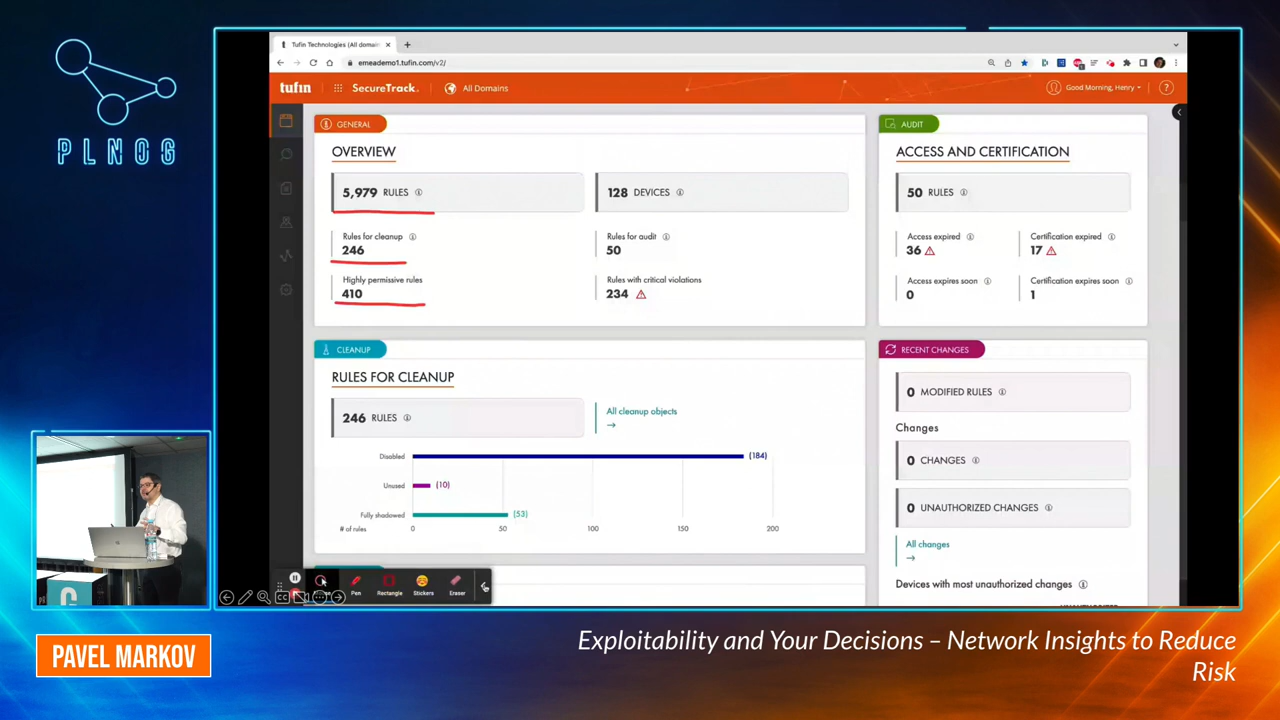 PLNOG
Tufin Technologies (All domai
emeademo1.tufin.com/v2/
tufin
SecureTrack.
All Domains
Good Morning, Henry
GENERAL
OVERVIEW
5,979 RULES
128 DEVICES
Rules for cleanup
246
Rules for audit
50
Highly permissive rules
410
Rules with critical violations
234
AUDIT
ACCESS AND CERTIFICATION
50 RULES
Access expired
36
Certification expired
17
Access expires soon
0
Certification expires soon
1
CLEANUP
RULES FOR CLEANUP
246 RULES
All cleanup objects
→
Disabled
(184)
Unused
(10)
Fully shadowed
(53)
# of rules
0 50 100 150 200
RECENT CHANGES
0 MODIFIED RULES
Changes
0 CHANGES
0 UNAUTHORIZED CHANGES
All changes
→
Devices with most unauthorized changes
Pen
Rectangle
Stickers
Eraser
CC
PAVEL MARKOV
Exploitability and Your Decisions – Network Insights to Reduce
Risk